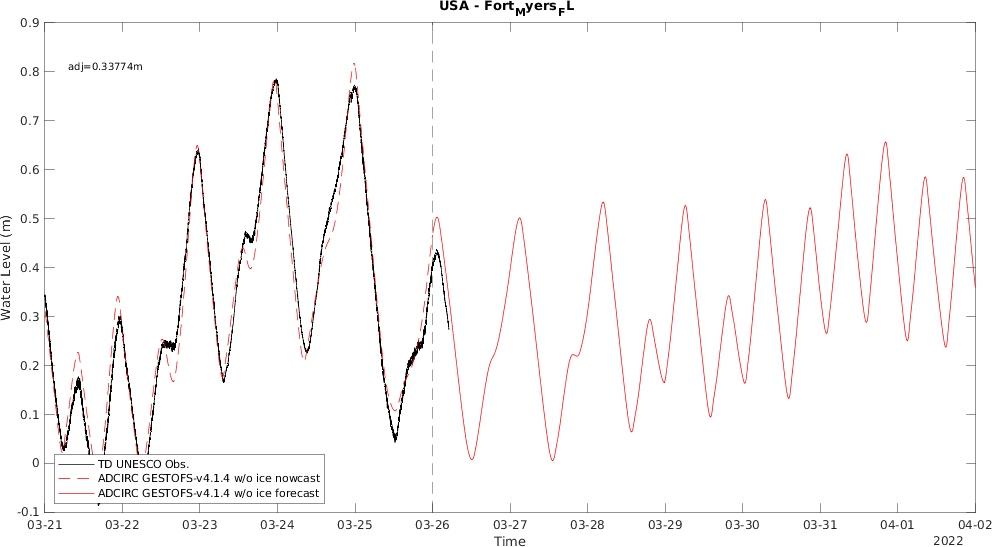 USA - Fort_Myers_FL
adj=0.33774m
Water Level (m)
0.9
0.8
0.7
0.6
0.5
0.4
0.3
0.2
0.1
0
-0.1
TD UNESCO Obs.
ADCIRC GESTOFS-v4.1.4 w/o ice nowcast
ADCIRC GESTOFS-v4.1.4 w/o ice forecast
03-21 03-22 03-23 03-24 03-25 03-26 03-27 03-28 03-29 03-30 03-31 04-01 04-02
Time
2022